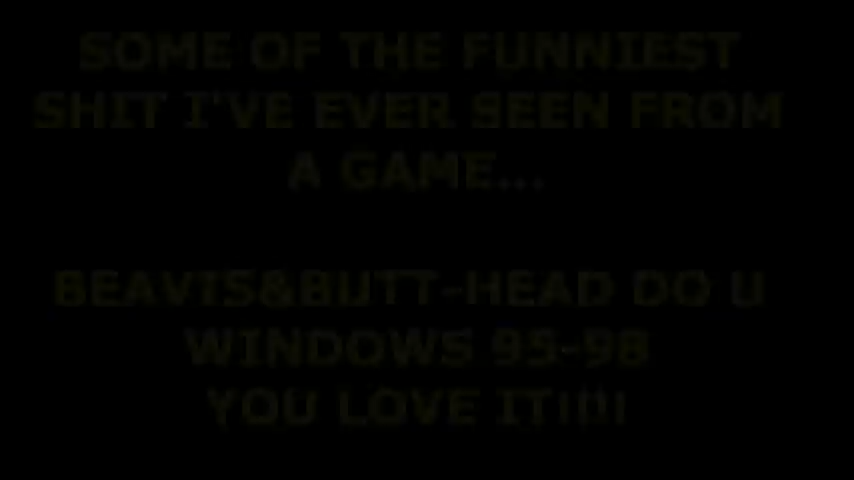 SOME OF THE FUNNIEST
SHIT I'VE EVER SEEN FROM
A GAME...
BEAVIS&BUTT-HEAD DO U
WINDOWS 95-98
YOU LOVE IT!!!!